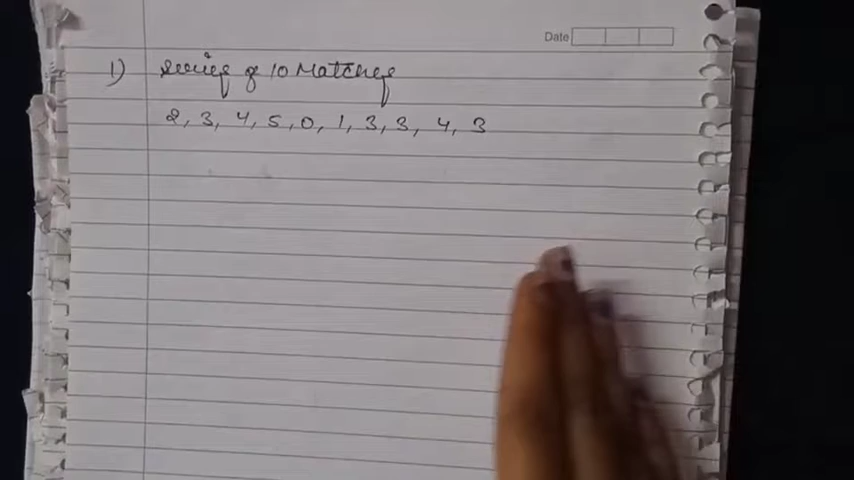 Date
1) series of 10 Matches
2, 3, 4, 5, 0, 1, 3, 3, 4, 3